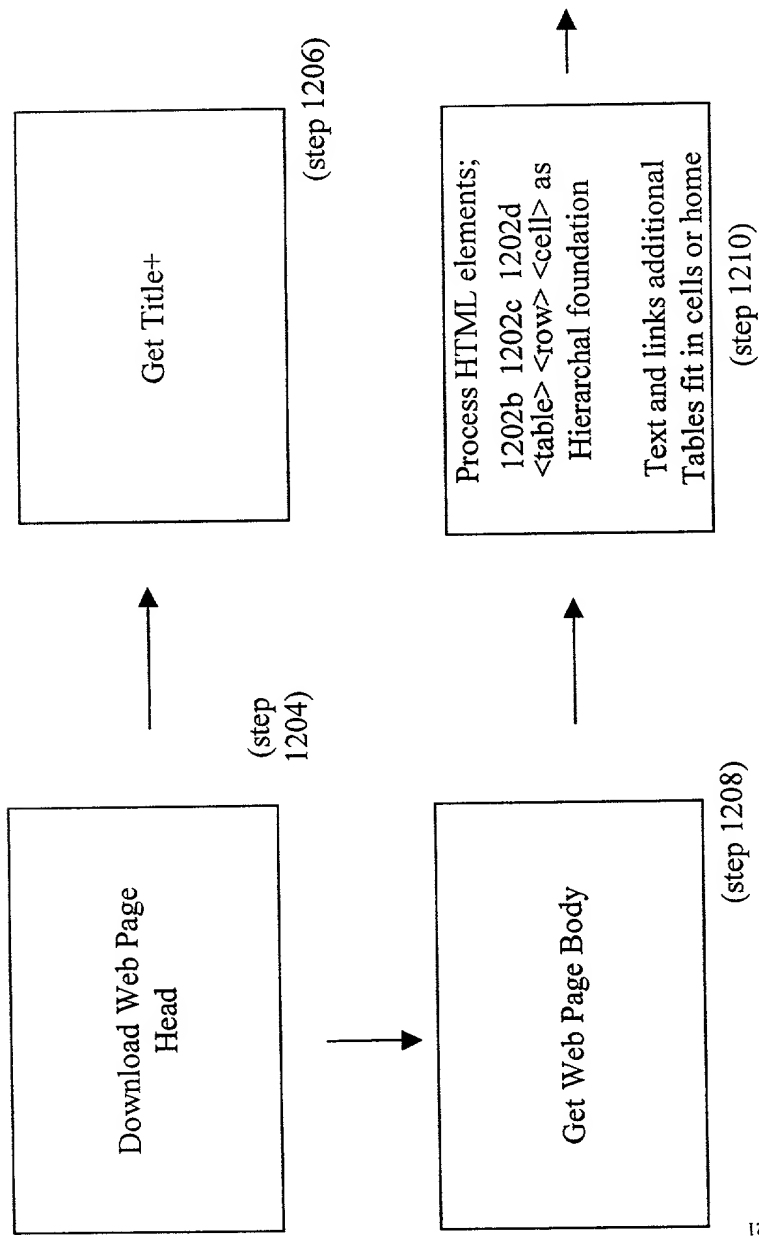 Download Web Page
Head
(step
1204)
Get Title+
(step 1206)
Get Web Page Body
(step 1208)
Process HTML elements;
1202b 1202c 1202d
<table> <row> <cell> as
Hierarchal foundation
Text and links additional
Tables fit in cells or home
(step 1210)
21